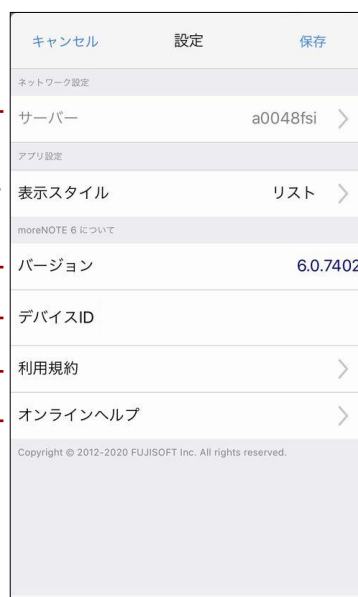 キャンセル 設定 保存
ネットワーク設定
サーバー a0048fsi
アプリ設定
表示スタイル リスト
moreNOTE 6 について
バージョン 6.0.7402
デバイスID
利用規約
オンラインヘルプ
Copyright © 2012-2020 FUJISOFT Inc. All rights reserved.